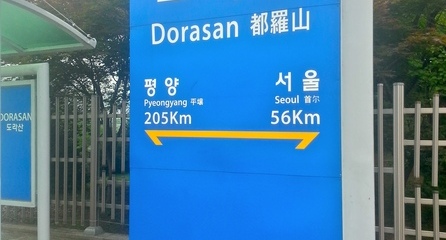 Dorasan 都羅山
평양 서울
Pyeongyang 平壤 Seoul 首尔
205Km 56Km
DORASAN
도라산